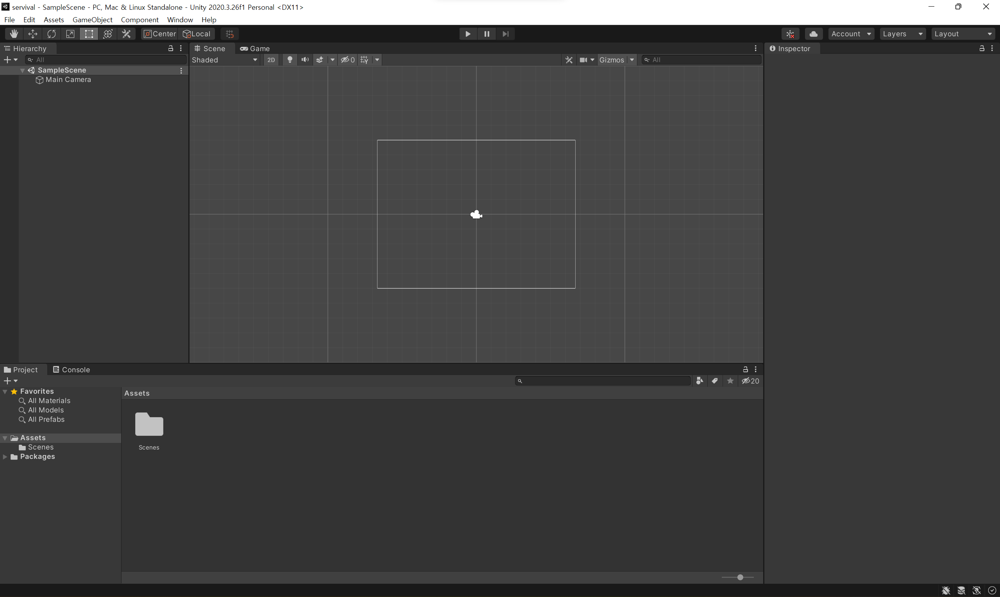 servival - SampleScene - PC, Mac & Linux Standalone - Unity 2020.3.26f1 Personal <DX11>
File Edit Assets GameObject Component Window Help
Center Local Account Layers Layout
Hierarchy Scene Game Inspector
All Shaded 2D 0 Gizmos All
SampleScene
Main Camera
Project Console
20
Favorites
Assets
All Materials
All Models
All Prefabs
Assets
Scenes
Scenes
Packages